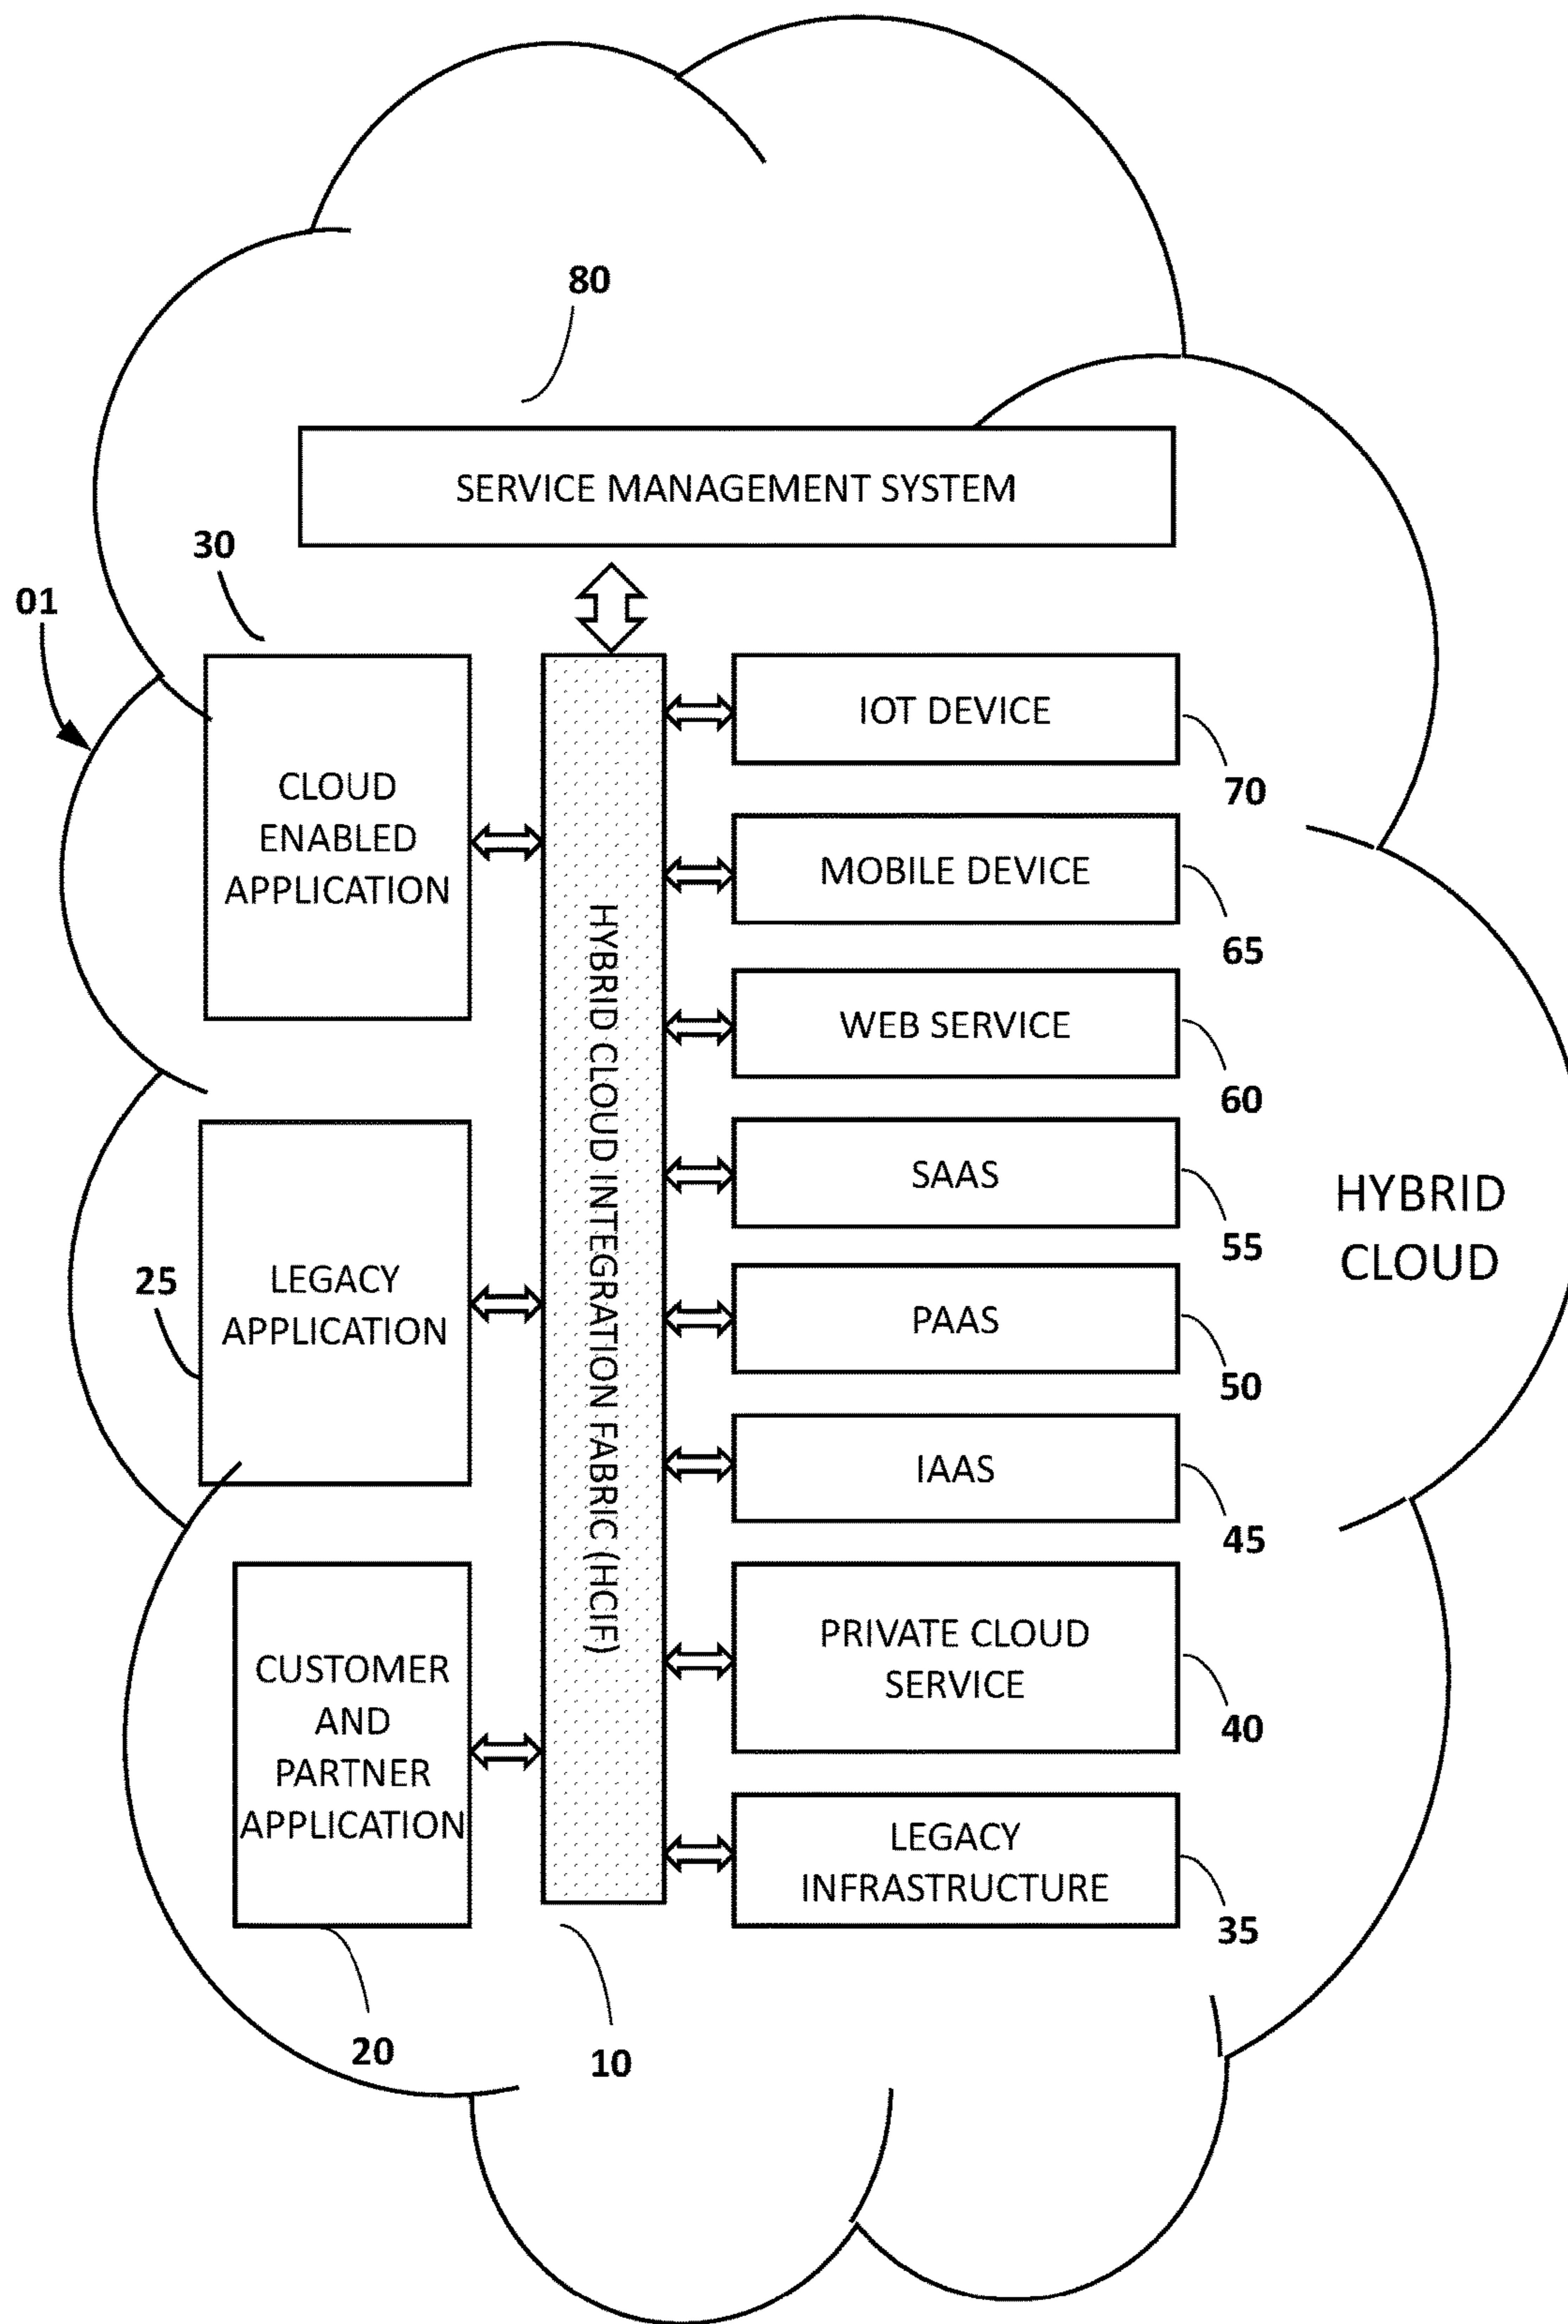 80
SERVICE MANAGEMENT SYSTEM
30
01
CLOUD
ENABLED
APPLICATION
25
LEGACY
APPLICATION
CUSTOMER
AND
PARTNER
APPLICATION
20
HYBRID CLOUD INTEGRATION FABRIC (HCIF)
10
IOT DEVICE
70
MOBILE DEVICE
65
WEB SERVICE
60
SAAS
55
PAAS
50
IAAS
45
PRIVATE CLOUD
SERVICE
40
LEGACY
INFRASTRUCTURE
35
HYBRID
CLOUD